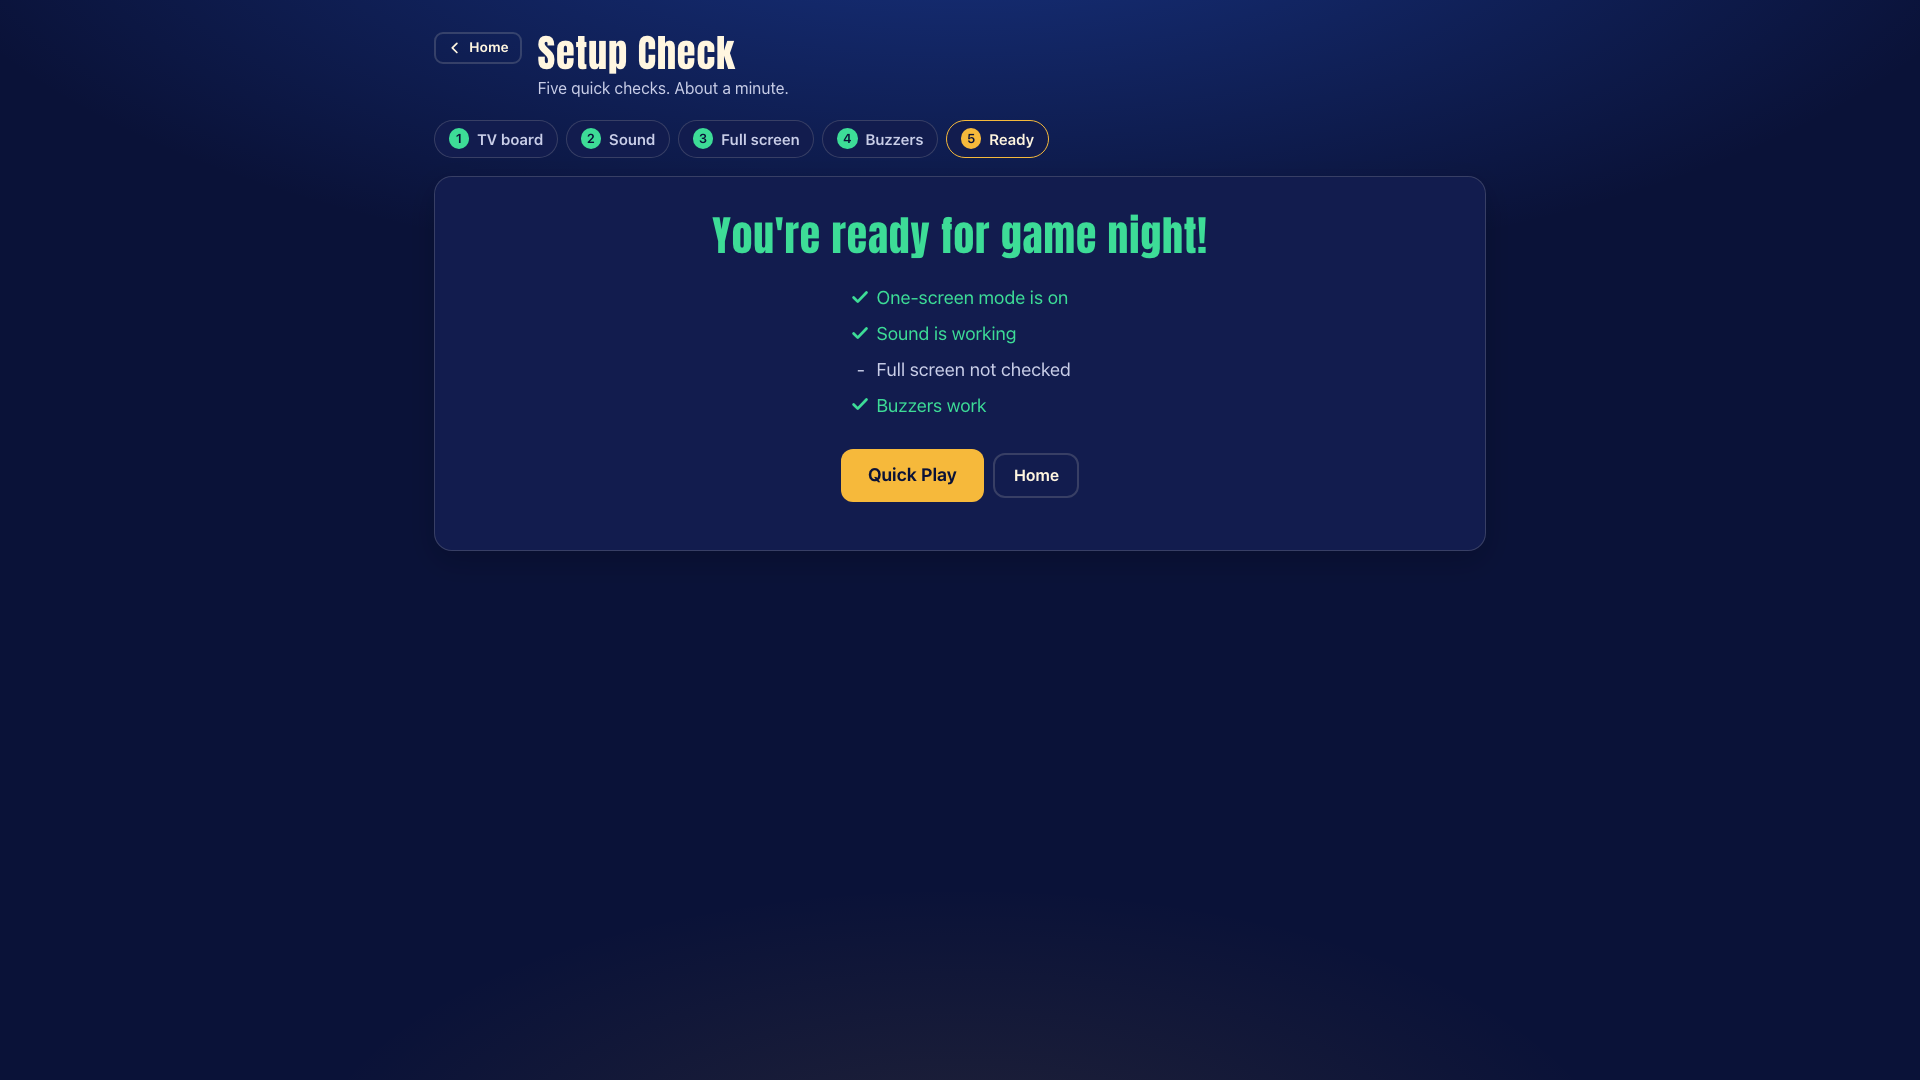 Home
Setup Check
Five quick checks. About a minute.
1 TV board
2 Sound
3 Full screen
4 Buzzers
5 Ready
You're ready for game night!
One-screen mode is on
Sound is working
- Full screen not checked
Buzzers work
Quick Play
Home